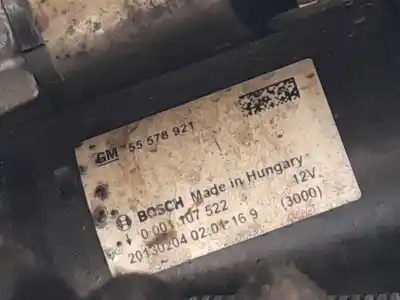 GM 55 578 921
BOSCH Made in Hungary
0 001 107 522 12V
20130204 02 01 16 9 (3000)